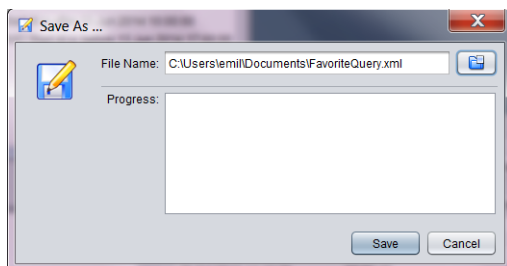 Save As ...
File Name: C:\Users\emil\Documents\FavoriteQuery.xml
Progress:
Save Cancel